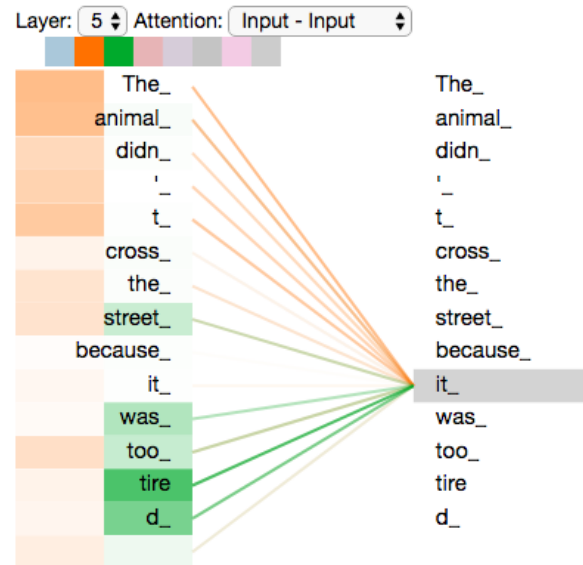 Layer: 5 Attention: Input - Input
The_ The_
animal_ animal_
didn_ didn_
'_ '_
t_ t_
cross_ cross_
the_ the_
street_ street_
because_ because_
it_ it_
was_ was_
too_ too_
tire tire
d_ d_